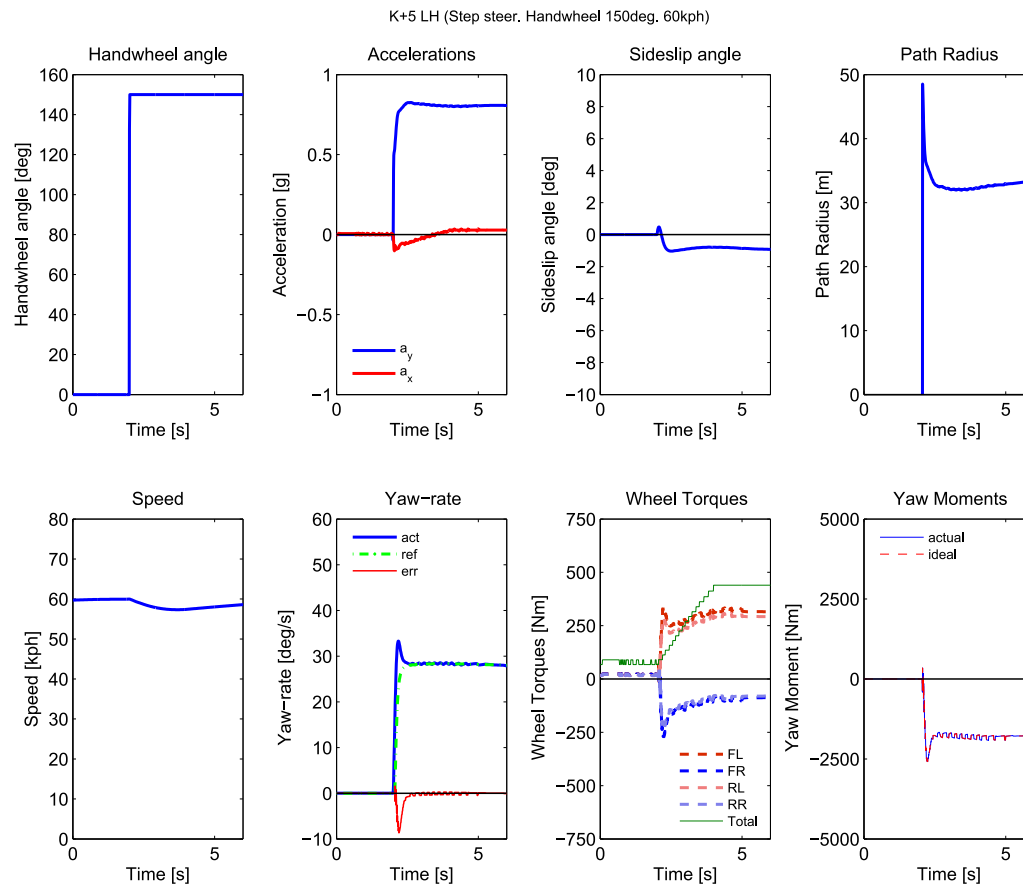 K+5 LH (Step steer. Handwheel 150deg. 60kph)
Handwheel angle
160
140
120
100
80
60
40
20
0
Handwheel angle [deg]
0 5
Time [s]
Accelerations
1
0.5
0
−0.5
−1
Acceleration [g]
a_y
a_x
0 5
Time [s]
Sideslip angle
10
8
6
4
2
0
−2
−4
−6
−8
−10
Sideslip angle [deg]
0 5
Time [s]
Path Radius
50
40
30
20
10
0
Path Radius [m]
0 5
Time [s]
Speed
80
70
60
50
40
30
20
10
0
Speed [kph]
0 5
Time [s]
Yaw−rate
60
50
40
30
20
10
0
−10
Yaw−rate [deg/s]
act
ref
err
0 5
Time [s]
Wheel Torques
750
500
250
0
−250
−500
−750
Wheel Torques [Nm]
FL
FR
RL
RR
Total
0 5
Time [s]
Yaw Moments
5000
2500
0
−2500
−5000
Yaw Moment [Nm]
actual
ideal
0 5
Time [s]